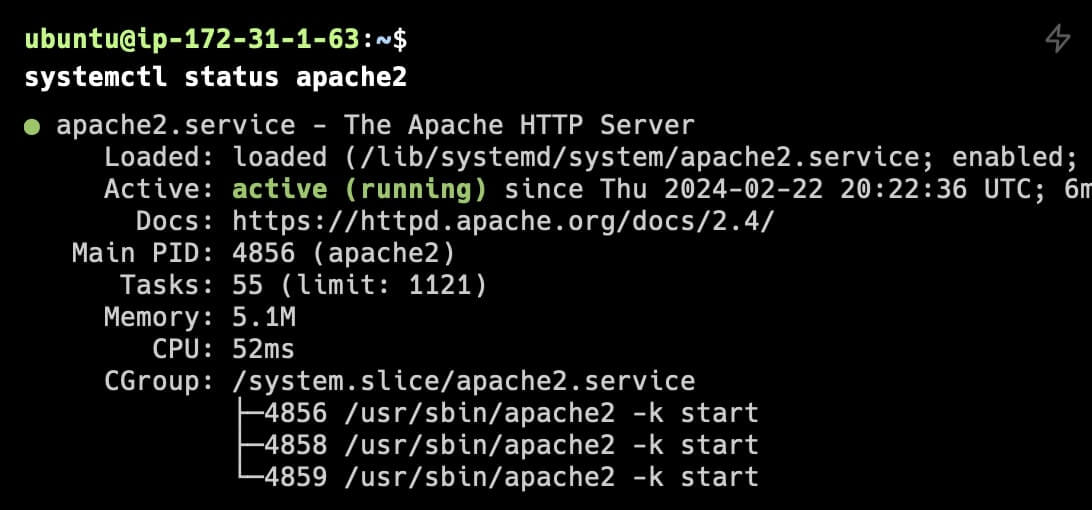 ubuntu@ip-172-31-1-63:~$
systemctl status apache2
● apache2.service - The Apache HTTP Server
Loaded: loaded (/lib/systemd/system/apache2.service; enabled;
Active: active (running) since Thu 2024-02-22 20:22:36 UTC; 6m
Docs: https://httpd.apache.org/docs/2.4/
Main PID: 4856 (apache2)
Tasks: 55 (limit: 1121)
Memory: 5.1M
CPU: 52ms
CGroup: /system.slice/apache2.service
├─4856 /usr/sbin/apache2 -k start
├─4858 /usr/sbin/apache2 -k start
└─4859 /usr/sbin/apache2 -k start